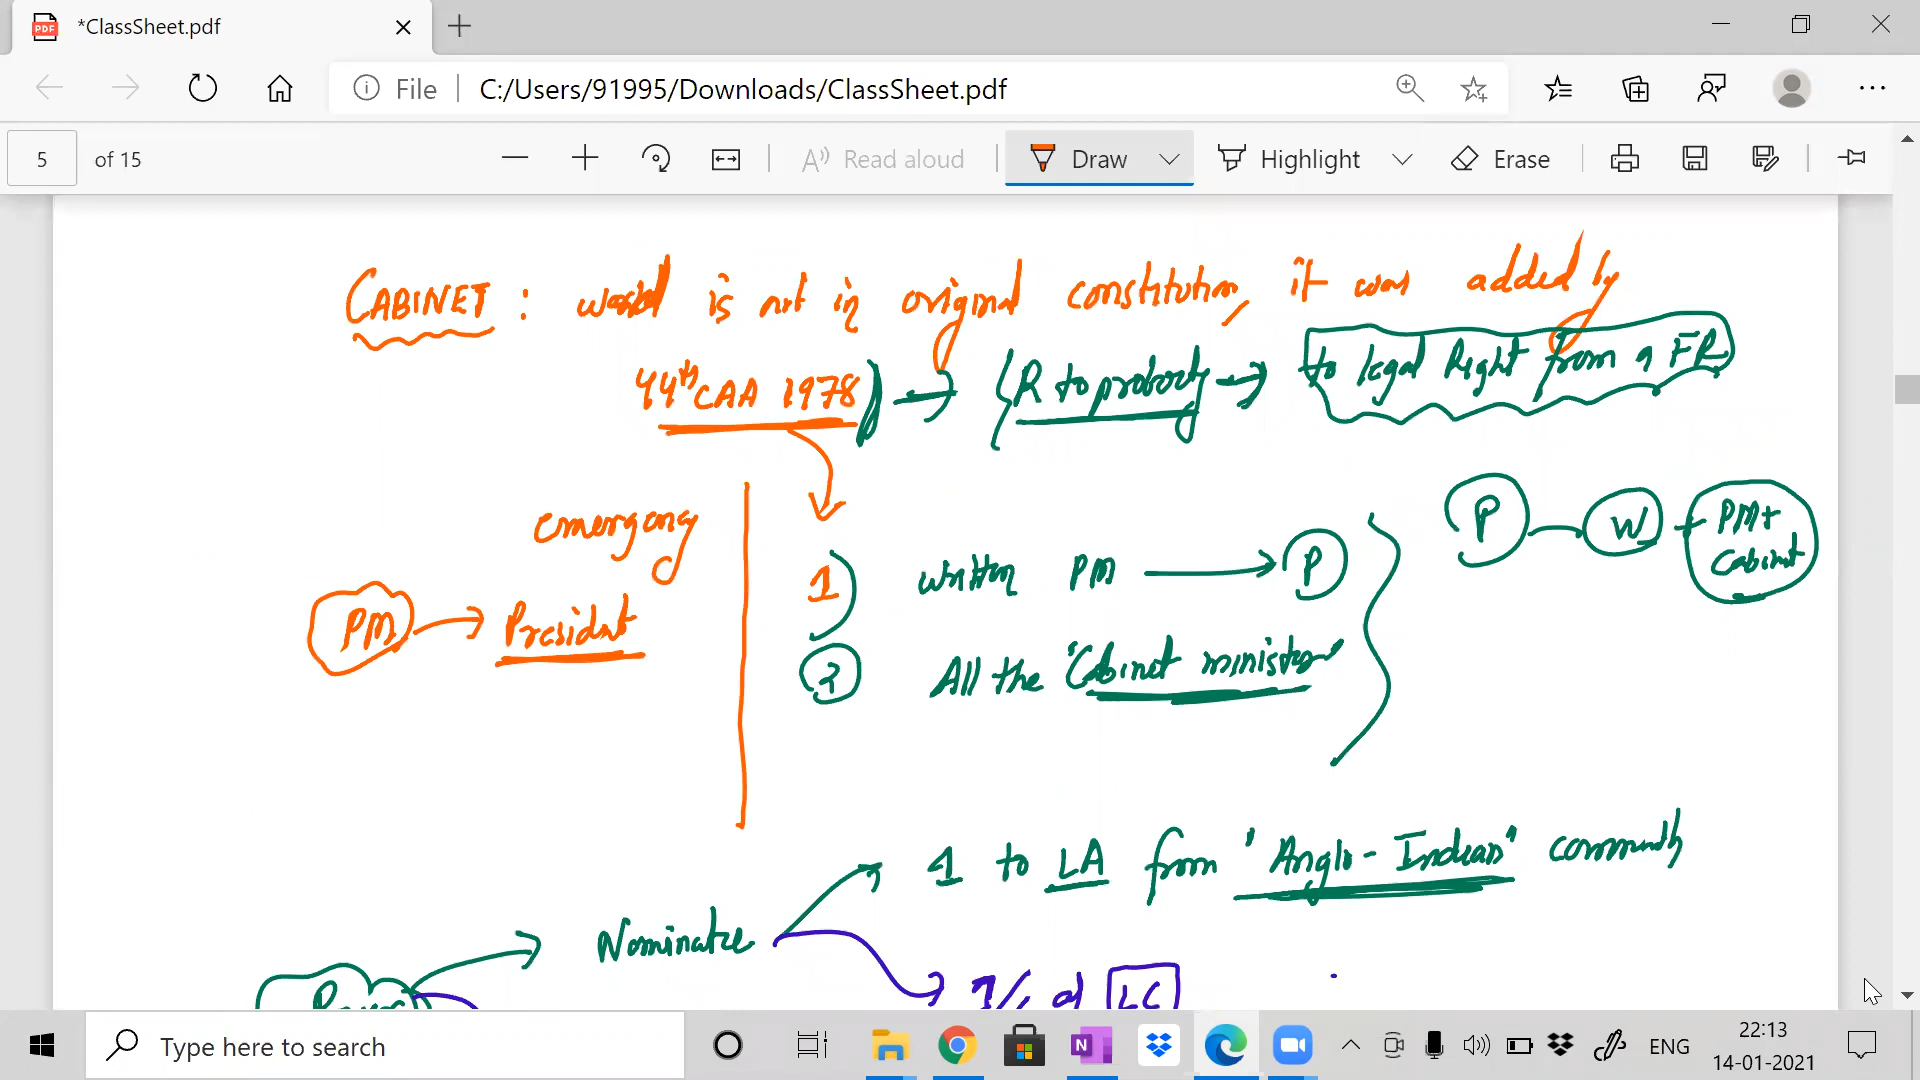 *ClassSheet.pdf
File C:/Users/91995/Downloads/ClassSheet.pdf
5 of 15 Read aloud Draw Highlight Erase
CABINET : word is not in original constitution, it was added by
44th CAA 1978 → R to proberty → to legal Right from a FR
emergency
P W PM+ Cabinet
1) written PM → P
PM → President
2 All the 'Cabinet minister'
1 to LA from 'Anglo-Indian' community
Nominate
of LC
Type here to search
ENG
22:13
14-01-2021